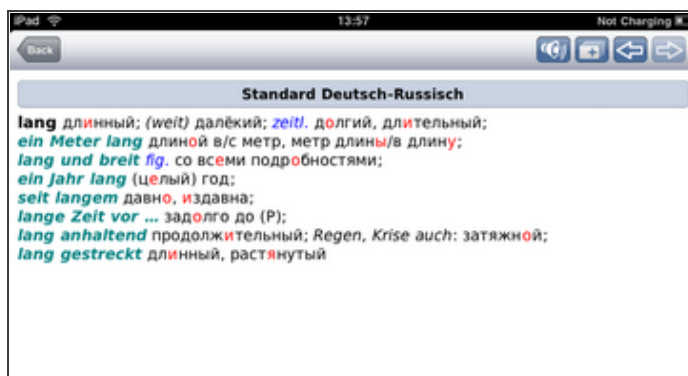 iPad 13:57 Not Charging
Back
Standard Deutsch-Russisch
lang длинный; (weit) далёкий; zeitl. долгий, длительный;
ein Meter lang длиной в/с метр, метр длины/в длину;
lang und breit fig. со всеми подробностями;
ein Jahr lang (целый) год;
seit langem давно, издавна;
lange Zeit vor ... задолго до (P);
lang anhaltend продолжительный; Regen, Krise auch: затяжной;
lang gestreckt длинный, растянутый